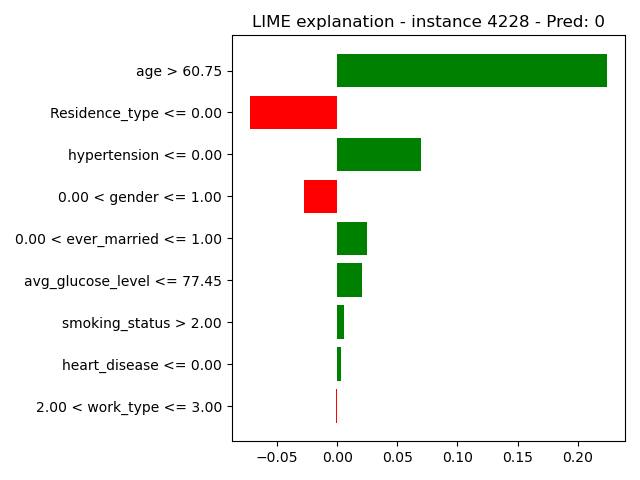 LIME explanation - instance 4228 - Pred: 0
age > 60.75
Residence_type <= 0.00
hypertension <= 0.00
0.00 < gender <= 1.00
0.00 < ever_married <= 1.00
avg_glucose_level <= 77.45
smoking_status > 2.00
heart_disease <= 0.00
2.00 < work_type <= 3.00
−0.05 0.00 0.05 0.10 0.15 0.20